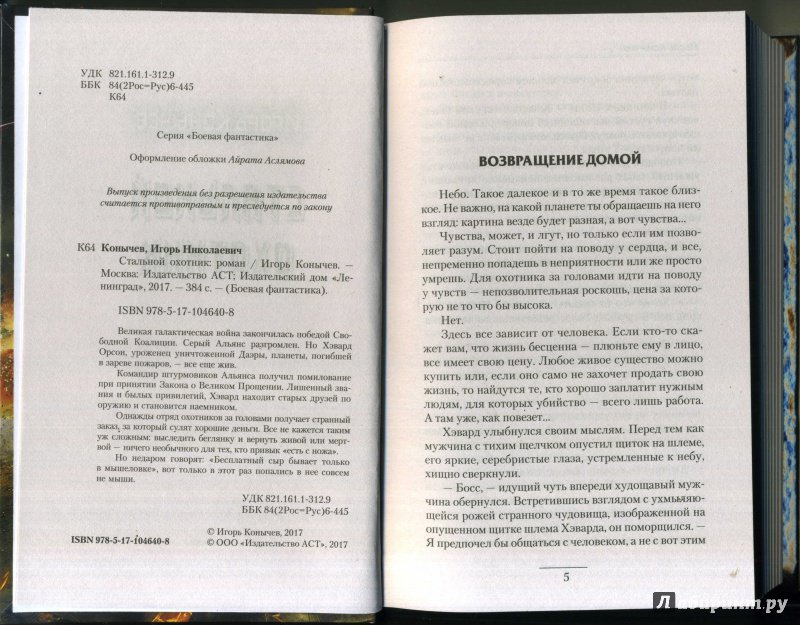 УДК 821.161.1-312.9
ББК 84(2Рос=Рус)6-445
К64
Серия «Боевая фантастика»
Оформление обложки Айрата Аслямова
Выпуск произведения без разрешения издательства
считается противоправным и преследуется по закону
К64 Конычев, Игорь Николаевич
Стальной охотник: роман / Игорь Конычев. —
Москва: Издательство АСТ; Издательский дом «Ле-
нинград», 2017. — 384 с. — (Боевая фантастика).
ISBN 978-5-17-104640-8
Великая галактическая война закончилась победой Сво-
бодной Коалиции. Серый Альянс разгромлен. Но Хэвард
Орсон, уроженец уничтоженной Даэры, планеты, погибшей
в зареве пожаров, — все еще жив.
Командир штурмовиков Альянса получил помилование
при принятии Закона о Великом Прощении. Лишенный зва-
ния и былых привилегий, Хэвард находит старых друзей по
оружию и становится наемником.
Однажды отряд охотников за головами получает странный
заказ, за который сулят хорошие деньги. Все не кажется таким
уж сложным: выследить беглянку и вернуть живой или мерт-
вой — ничего необычного для тех, кто привык «есть с ножа».
Но недаром говорят: «Бесплатный сыр бывает только
в мышеловке», вот только в этот раз попались в нее совсем
не мыши.
УДК 821.161.1-312.9
ББК 84(2Рос=Рус)6-445
© Игорь Конычев, 2017
ISBN 978-5-17-104640-8
© ООО «Издательство АСТ», 2017
ВОЗВРАЩЕНИЕ ДОМОЙ
Небо. Такое далекое и в то же время такое близ-
кое. Не важно, на какой планете ты обращаешь на него
взгляд: картина везде будет разная, а вот чувства...
Чувства, может, и лгут, но только если им позво-
ляет разум. Стоит пойти на поводу у сердца, и все,
непременно попадешь в неприятности или же просто
умрешь. Для охотника за головами идти на поводу
у чувств — непозволительная роскошь, цена за кото-
рую не то что бы высока.
Нет.
Здесь все зависит от человека. Если кто-то ска-
жет вам, что жизнь бесценна — плюньте ему в лицо,
все имеет свою цену. Любое живое существо можно
купить или, если оно само не захочет продать свою
жизнь, то найдутся те, кто хорошо заплатит нужным
людям, для которых убийство — всего лишь работа.
А там уж, как повезет...
Хэвард улыбнулся своим мыслям. Перед тем как
мужчина с тихим щелчком опустил щиток на шлеме,
его яркие, серебристые глаза, устремленные к небу,
хищно сверкнули.
— Босс, — идущий чуть впереди худощавый муж-
чина обернулся. Встретившись взглядом с ухмыляю-
щейся рожей странного чудовища, изображенной на
опущенном щитке шлема Хэварда, он поморщился. —
Я предпочел бы общаться с человеком, а не с вот этим
5
Лабиринт.ру